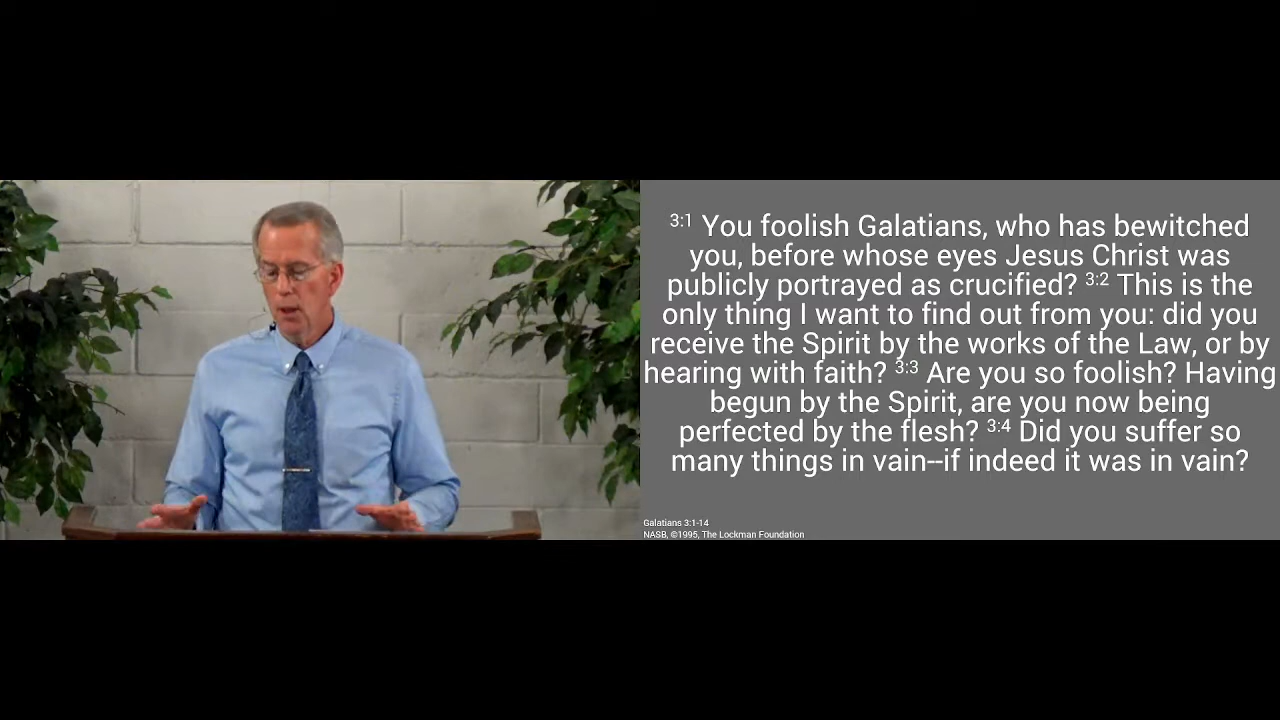 3:1 You foolish Galatians, who has bewitched
you, before whose eyes Jesus Christ was
publicly portrayed as crucified? 3:2 This is the
only thing I want to find out from you: did you
receive the Spirit by the works of the Law, or by
hearing with faith? 3:3 Are you so foolish? Having
begun by the Spirit, are you now being
perfected by the flesh? 3:4 Did you suffer so
many things in vain--if indeed it was in vain?
Galatians 3:1-14
NASB, ©1995, The Lockman Foundation